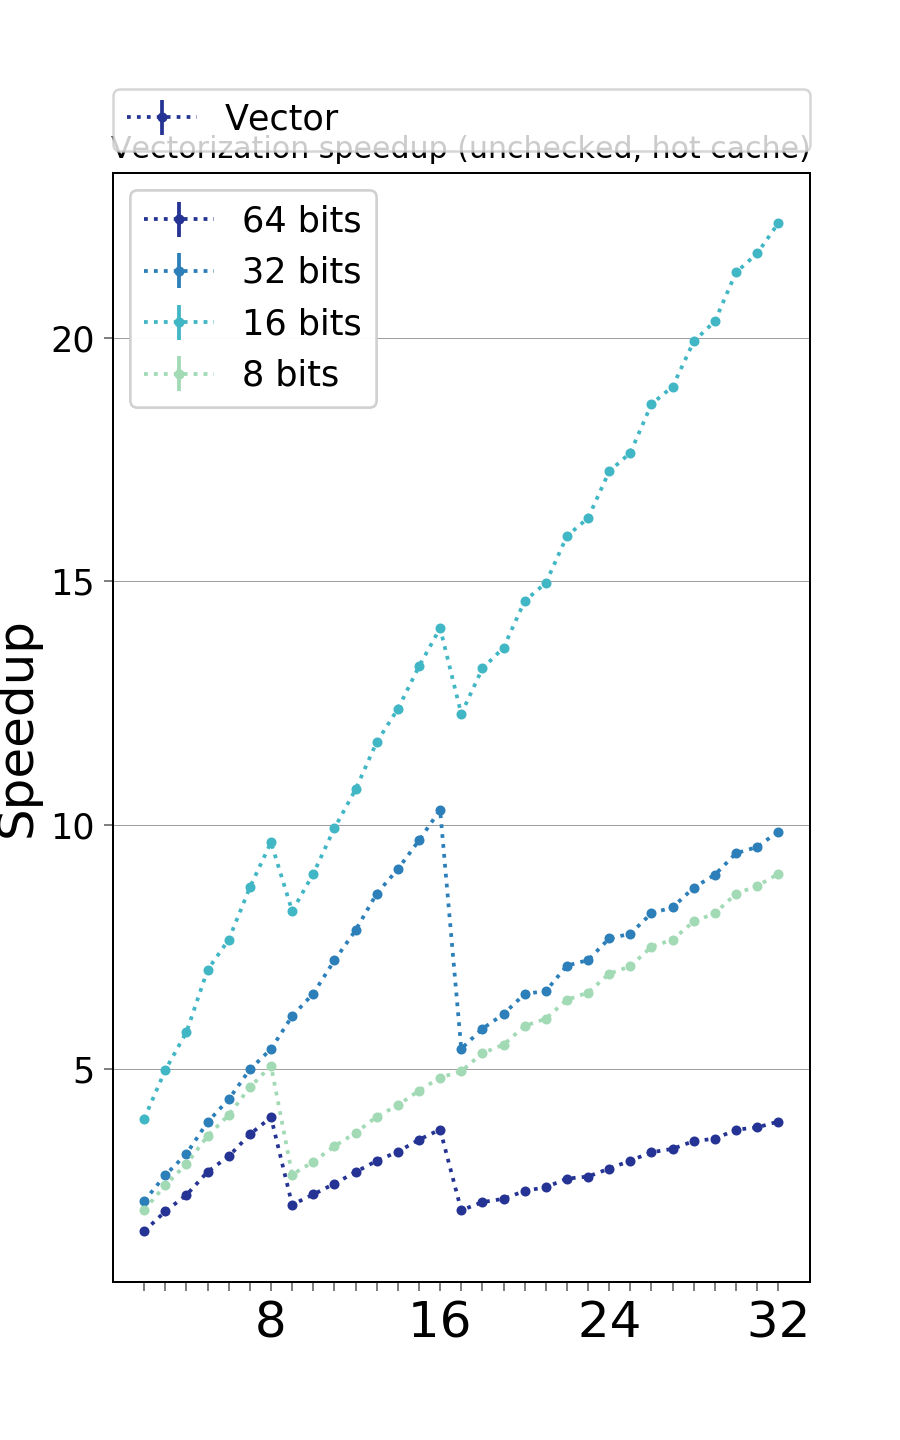 Vector
Vectorization speedup (unchecked, hot cache)
64 bits
32 bits
16 bits
8 bits
20
15
10
5
Speedup
8 16 24 32